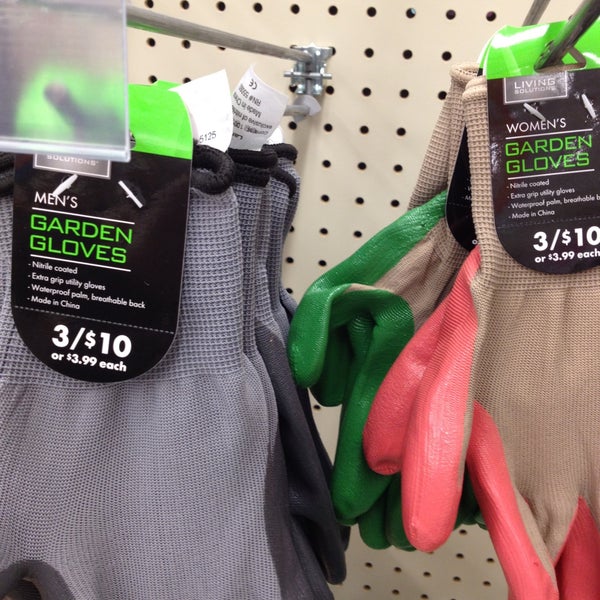 SOLUTIONS
MEN'S
GARDEN
GLOVES
- Nitrile coated
- Extra grip utility gloves
- Waterproof palm, breathable back
- Made in China
3/$10
or $3.99 each
5125
LIVING
SOLUTIONS
WOMEN'S
GARDEN
GLOVES
- Nitrile coated
- Extra grip utility gloves
- Waterproof palm, breathable
- Made in China
3/$10
or $3.99 each